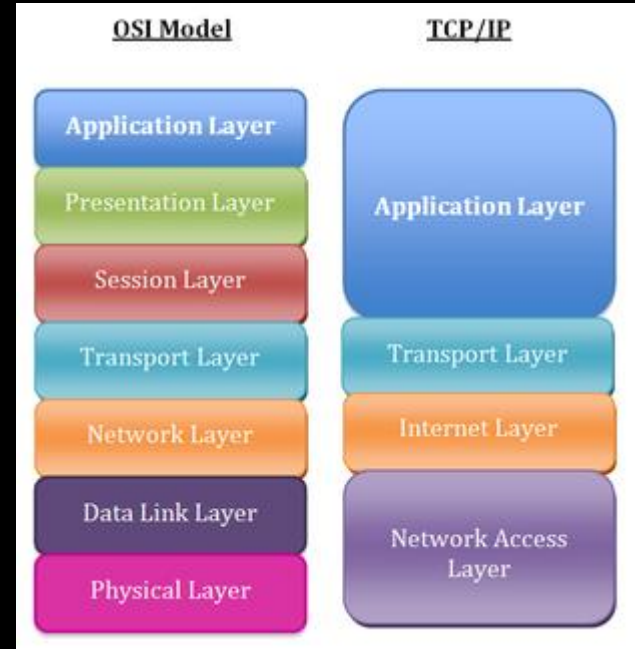 OSI Model
TCP/IP
Application Layer
Presentation Layer
Session Layer
Transport Layer
Network Layer
Data Link Layer
Physical Layer
Application Layer
Transport Layer
Internet Layer
Network Access
Layer